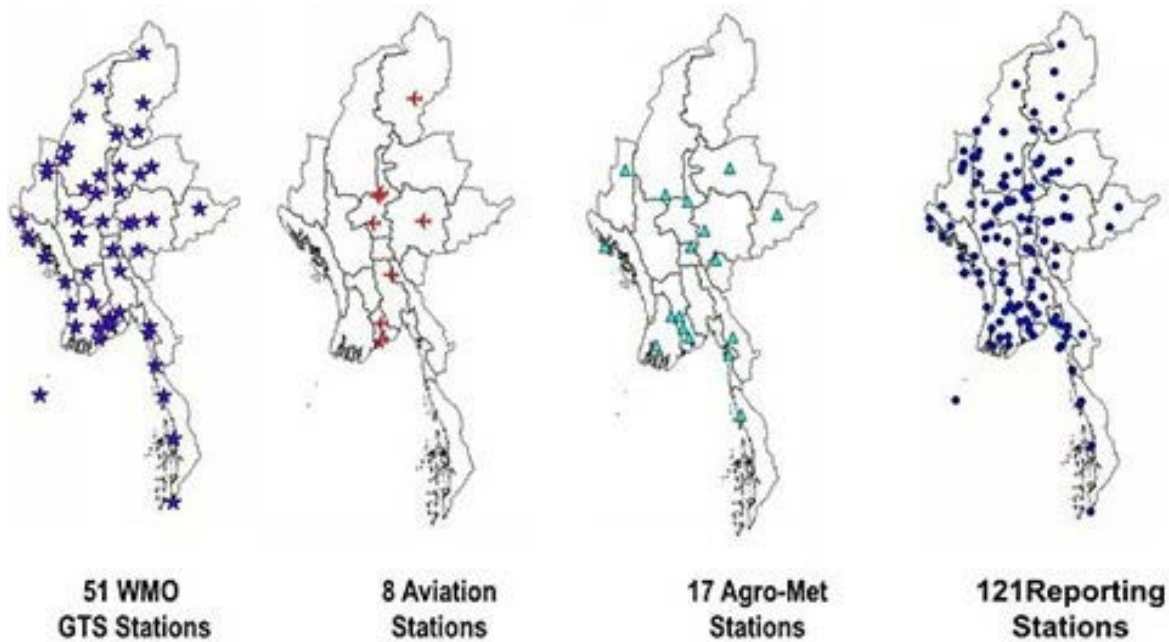 51 WMO
GTS Stations
8 Aviation
Stations
17 Agro-Met
Stations
121Reporting
Stations